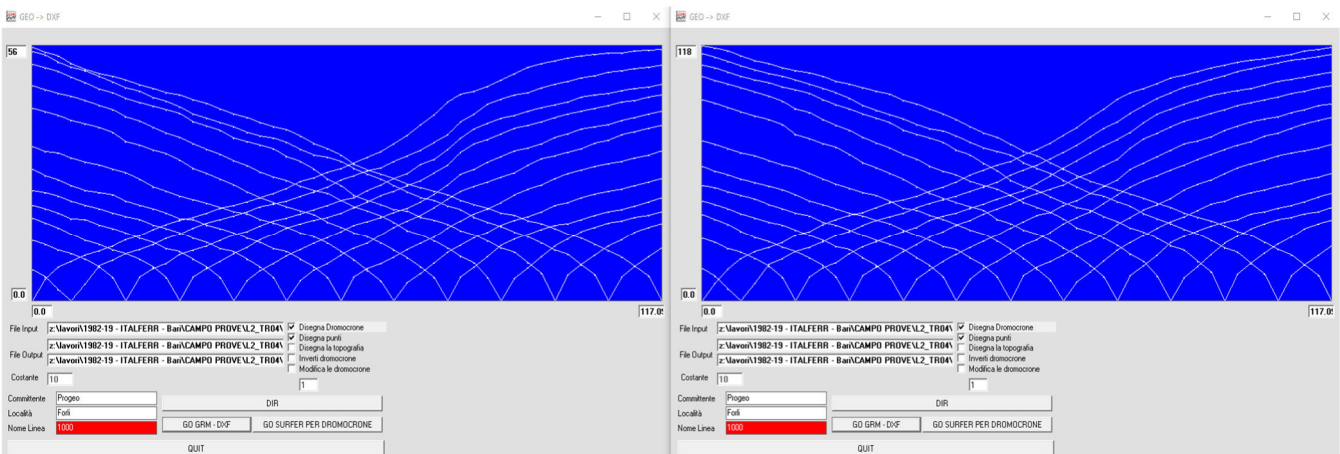 GEO -> DXF
56
0.0
0.0
117.0
File Input z:\lavori\1982-19 - ITALFERR - Bari\CAMPO PROVE\L2_TR04\
Disegna Dromocrone
Disegna punti
z:\lavori\1982-19 - ITALFERR - Bari\CAMPO PROVE\L2_TR04\
Disegna la topografia
File Output
z:\lavori\1982-19 - ITALFERR - Bari\CAMPO PROVE\L2_TR04\
Inverti dromocrone
Modifica le dromocrone
Costante 10
1
Committente Progeo
DIR
Località Forlì
Nome Linea 1000
GO GRM - DXF
GO SURFER PER DROMOCRONE
QUIT
GEO -> DXF
118
0.0
0.0
117.0
File Input z:\lavori\1982-19 - ITALFERR - Bari\CAMPO PROVE\L2_TR04\
Disegna Dromocrone
Disegna punti
z:\lavori\1982-19 - ITALFERR - Bari\CAMPO PROVE\L2_TR04\
Disegna la topografia
File Output
z:\lavori\1982-19 - ITALFERR - Bari\CAMPO PROVE\L2_TR04\
Inverti dromocrone
Modifica le dromocrone
Costante 10
1
Committente Progeo
DIR
Località Forlì
Nome Linea 1000
GO GRM - DXF
GO SURFER PER DROMOCRONE
QUIT